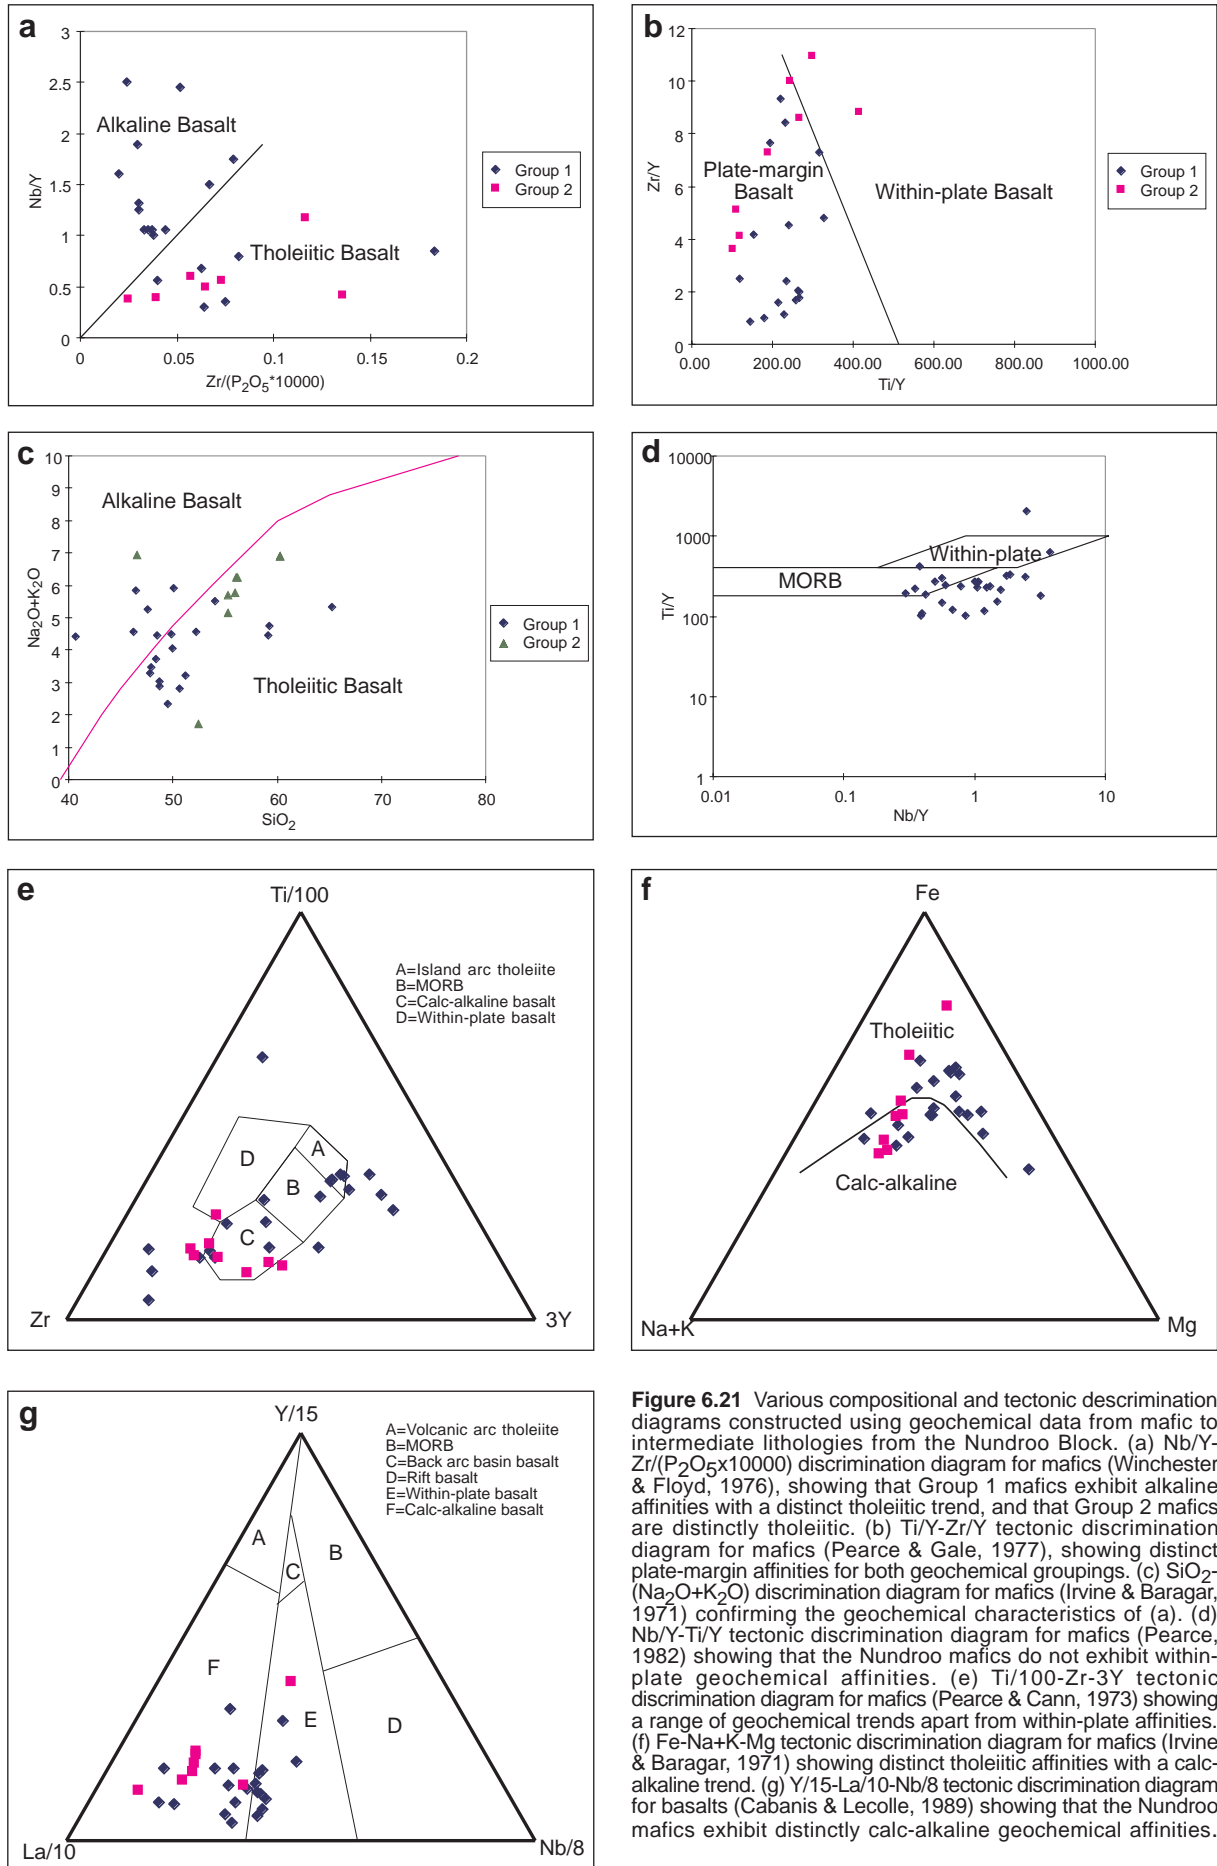 a
3
2.5
2
1.5
1
0.5
0
Nb/Y
Alkaline Basalt
Tholeiitic Basalt
0 0.05 0.1 0.15 0.2
Zr/(P2O5*10000)
Group 1
Group 2
b
12
10
8
6
4
2
0
Zr/Y
Plate-margin
Basalt
Within-plate Basalt
0.00 200.00 400.00 600.00 800.00 1000.00
Ti/Y
Group 1
Group 2
c
10
9
8
7
6
5
4
3
2
1
0
Na2O+K2O
Alkaline Basalt
Tholeiitic Basalt
40 50 60 70 80
SiO2
Group 1
Group 2
d
10000
1000
100
10
1
Ti/Y
Within-plate
MORB
0.01 0.1 1 10
Nb/Y
e
Ti/100
A=Island arc tholeiite
B=MORB
C=Calc-alkaline basalt
D=Within-plate basalt
A
D
B
C
Zr
3Y
f
Fe
Tholeiitic
Calc-alkaline
Na+K
Mg
g
Y/15
A=Volcanic arc tholeiite
B=MORB
C=Back arc basin basalt
D=Rift basalt
E=Within-plate basalt
F=Calc-alkaline basalt
A
B
C
F
E
D
La/10
Nb/8
Figure 6.21 Various compositional and tectonic descrimination
diagrams constructed using geochemical data from mafic to
intermediate lithologies from the Nundroo Block. (a) Nb/Y-
Zr/(P2O5x10000) discrimination diagram for mafics (Winchester
& Floyd, 1976), showing that Group 1 mafics exhibit alkaline
affinities with a distinct tholeiitic trend, and that Group 2 mafics
are distinctly tholeiitic. (b) Ti/Y-Zr/Y tectonic discrimination
diagram for mafics (Pearce & Gale, 1977), showing distinct
plate-margin affinities for both geochemical groupings. (c) SiO2-
(Na2O+K2O) discrimination diagram for mafics (Irvine & Baragar,
1971) confirming the geochemical characteristics of (a). (d)
Nb/Y-Ti/Y tectonic discrimination diagram for mafics (Pearce,
1982) showing that the Nundroo mafics do not exhibit within-
plate geochemical affinities. (e) Ti/100-Zr-3Y tectonic
discrimination diagram for mafics (Pearce & Cann, 1973) showing
a range of geochemical trends apart from within-plate affinities.
(f) Fe-Na+K-Mg tectonic discrimination diagram for mafics (Irvine
& Baragar, 1971) showing distinct tholeiitic affinities with a calc-
alkaline trend. (g) Y/15-La/10-Nb/8 tectonic discrimination diagram
for basalts (Cabanis & Lecolle, 1989) showing that the Nundroo
mafics exhibit distinctly calc-alkaline geochemical affinities.